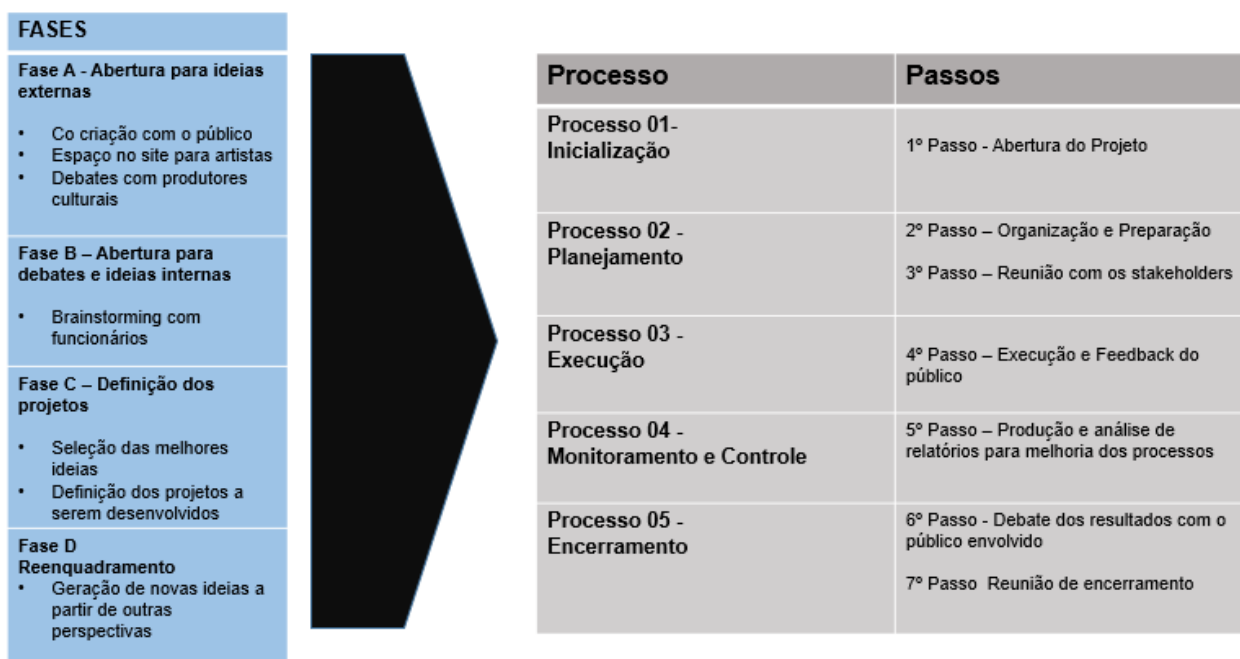 FASES
Fase A - Abertura para ideias
externas
• Co criação com o público
• Espaço no site para artistas
• Debates com produtores
culturais
Fase B – Abertura para
debates e ideias internas
• Brainstorming com
funcionários
Fase C – Definição dos
projetos
• Seleção das melhores
ideias
• Definição dos projetos a
serem desenvolvidos
Fase D
Reenquadramento
• Geração de novas ideias a
partir de outras
perspectivas
Processo
Passos
Processo 01-
Inicialização
1º Passo - Abertura do Projeto
Processo 02 -
Planejamento
2º Passo – Organização e Preparação
3º Passo – Reunião com os stakeholders
Processo 03 -
Execução
4º Passo – Execução e Feedback do
público
Processo 04 -
Monitoramento e Controle
5º Passo – Produção e análise de
relatórios para melhoria dos processos
Processo 05 -
Encerramento
6º Passo - Debate dos resultados com o
público envolvido
7º Passo  Reunião de encerramento